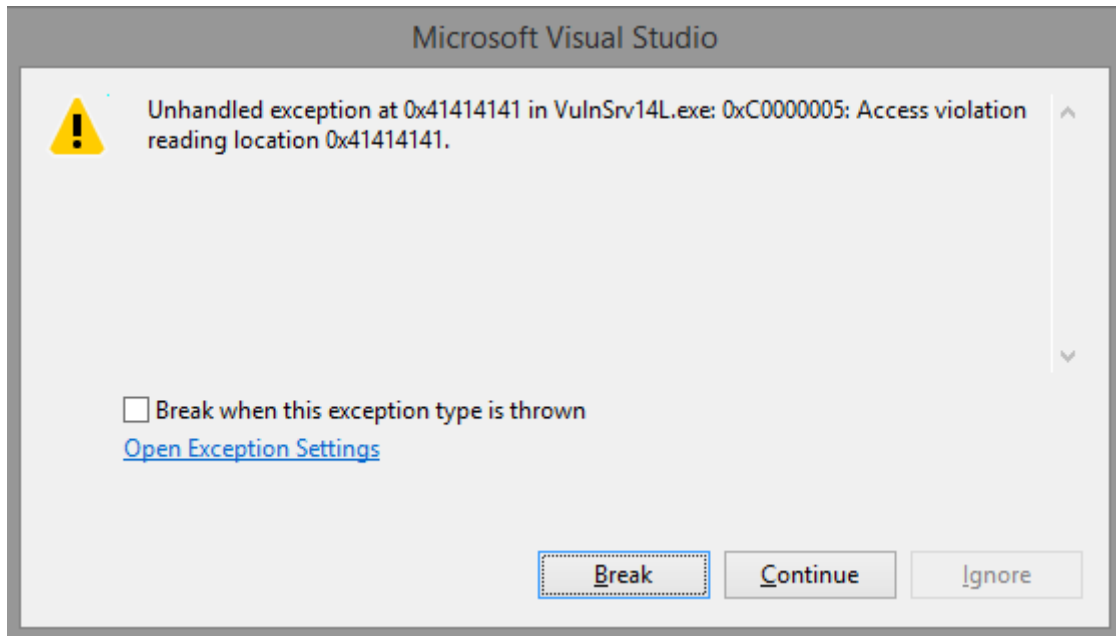 Microsoft Visual Studio
Unhandled exception at 0x41414141 in VulnSrv14L.exe: 0xC0000005: Access violation
reading location 0x41414141.
Break when this exception type is thrown
Open Exception Settings
Break Continue Ignore